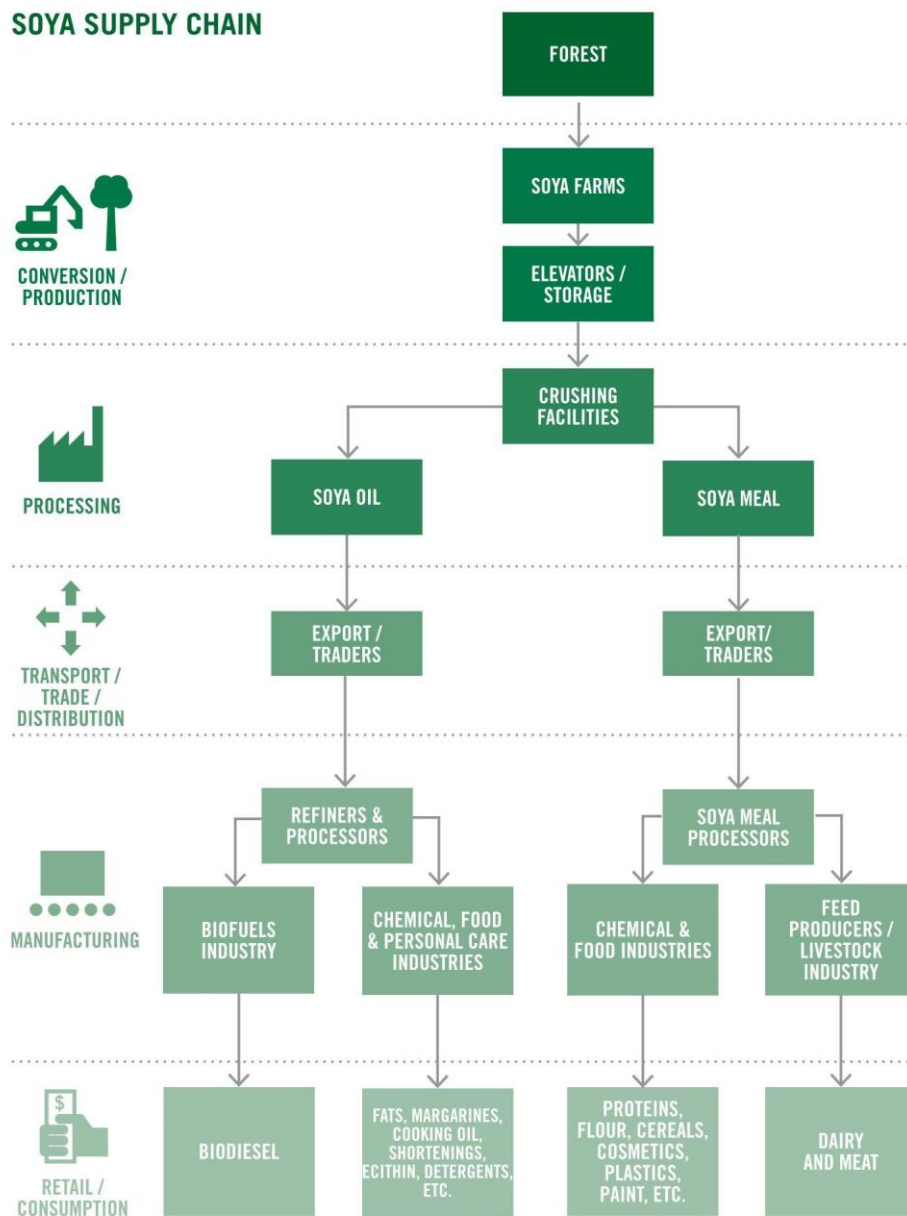 SOYA SUPPLY CHAIN
FOREST
SOYA FARMS
CONVERSION /
PRODUCTION
ELEVATORS /
STORAGE
CRUSHING
FACILITIES
PROCESSING
SOYA OIL
SOYA MEAL
TRANSPORT /
TRADE /
DISTRIBUTION
EXPORT /
TRADERS
EXPORT/
TRADERS
REFINERS &
PROCESSORS
SOYA MEAL
PROCESSORS
MANUFACTURING
BIOFUELS
INDUSTRY
CHEMICAL, FOOD
& PERSONAL CARE
INDUSTRIES
CHEMICAL &
FOOD INDUSTRIES
FEED
PRODUCERS /
LIVESTOCK
INDUSTRY
$
RETAIL /
CONSUMPTION
BIODIESEL
FATS, MARGARINES,
COOKING OIL,
SHORTENINGS,
ECITHIN, DETERGENTS,
ETC.
PROTEINS,
FLOUR, CEREALS,
COSMETICS,
PLASTICS,
PAINT, ETC.
DAIRY
AND MEAT